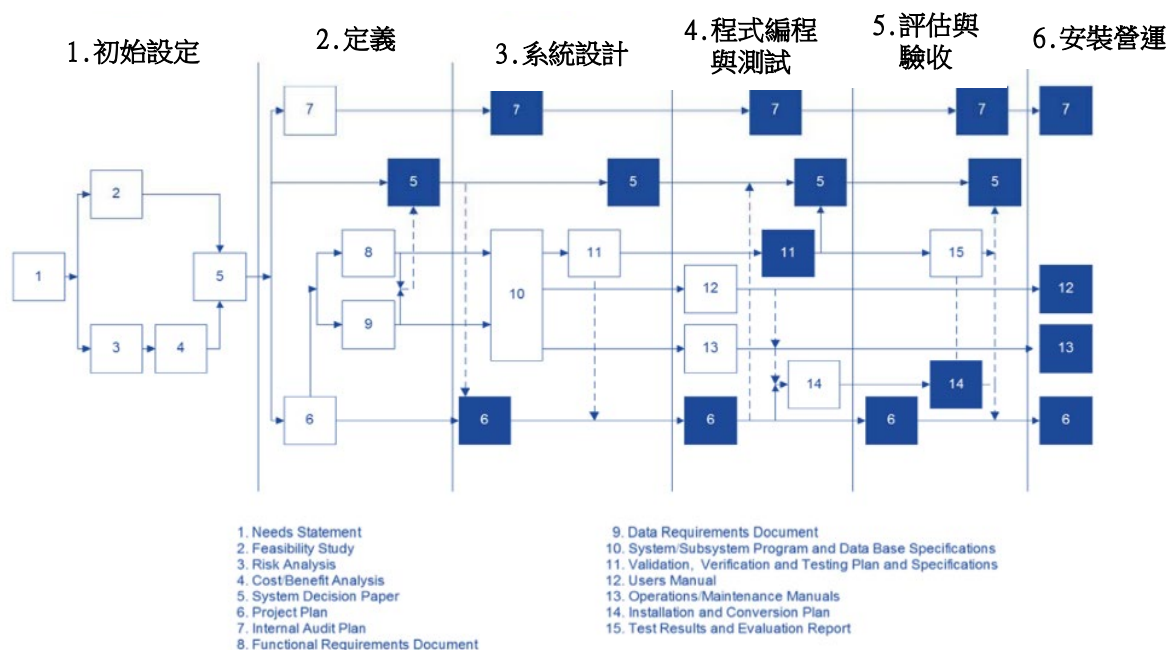 1.初始設定
2.定義
3.系統設計
4.程式編程
與測試
5.評估與
驗收
6.安裝營運
7
7
7
7
7
2
5
5
5
5
8
11
11
15
1
5
10
12
12
9
3
4
13
13
14
14
6
6
6
6
6
1. Needs Statement
2. Feasibility Study
3. Risk Analysis
4. Cost/Benefit Analysis
5. System Decision Paper
6. Project Plan
7. Internal Audit Plan
8. Functional Requirements Document
9. Data Requirements Document
10. System/Subsystem Program and Data Base Specifications
11. Validation, Verification and Testing Plan and Specifications
12. Users Manual
13. Operations/Maintenance Manuals
14. Installation and Conversion Plan
15. Test Results and Evaluation Report